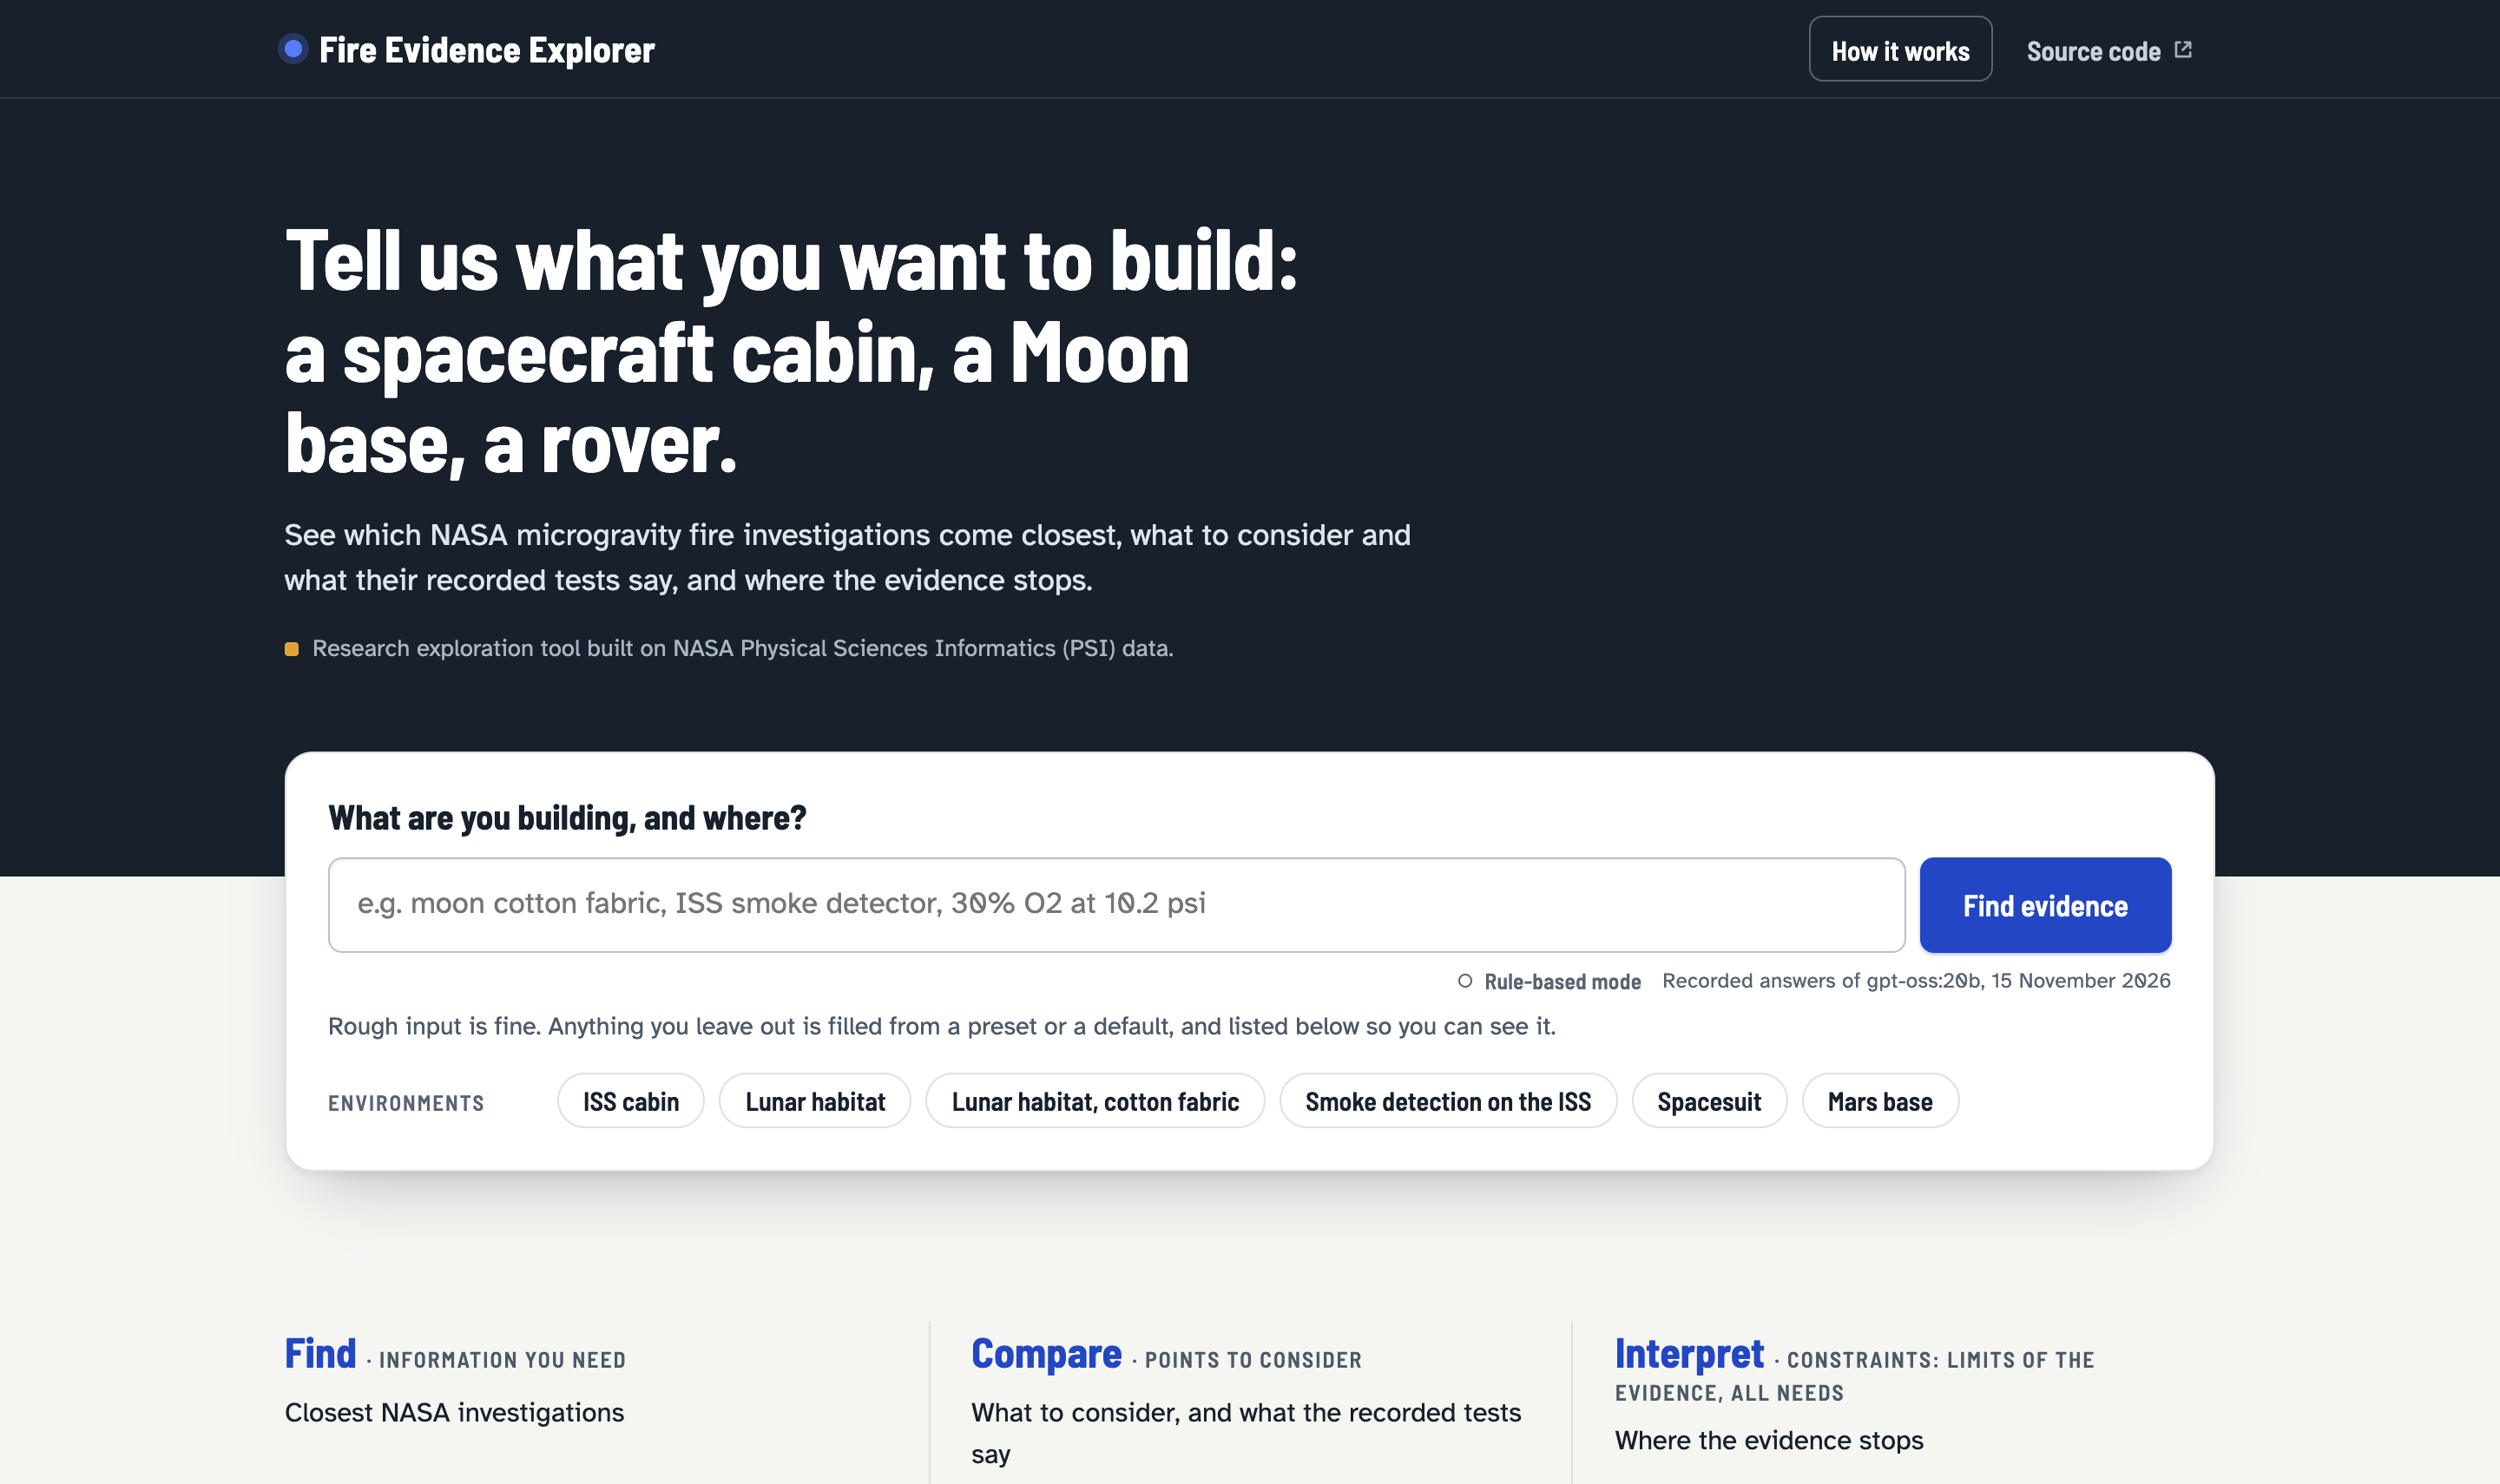 Fire Evidence Explorer
How it works
Source code
Tell us what you want to build:
a spacecraft cabin, a Moon
base, a rover.
See which NASA microgravity fire investigations come closest, what to consider and
what their recorded tests say, and where the evidence stops.
Research exploration tool built on NASA Physical Sciences Informatics (PSI) data.
What are you building, and where?
e.g. moon cotton fabric, ISS smoke detector, 30% O2 at 10.2 psi
Find evidence
Rule-based mode Recorded answers of gpt-oss:20b, 15 November 2026
Rough input is fine. Anything you leave out is filled from a preset or a default, and listed below so you can see it.
ENVIRONMENTS
ISS cabin
Lunar habitat
Lunar habitat, cotton fabric
Smoke detection on the ISS
Spacesuit
Mars base
Find · INFORMATION YOU NEED
Closest NASA investigations
Compare · POINTS TO CONSIDER
What to consider, and what the recorded tests
say
Interpret · CONSTRAINTS: LIMITS OF THE
EVIDENCE, ALL NEEDS
Where the evidence stops